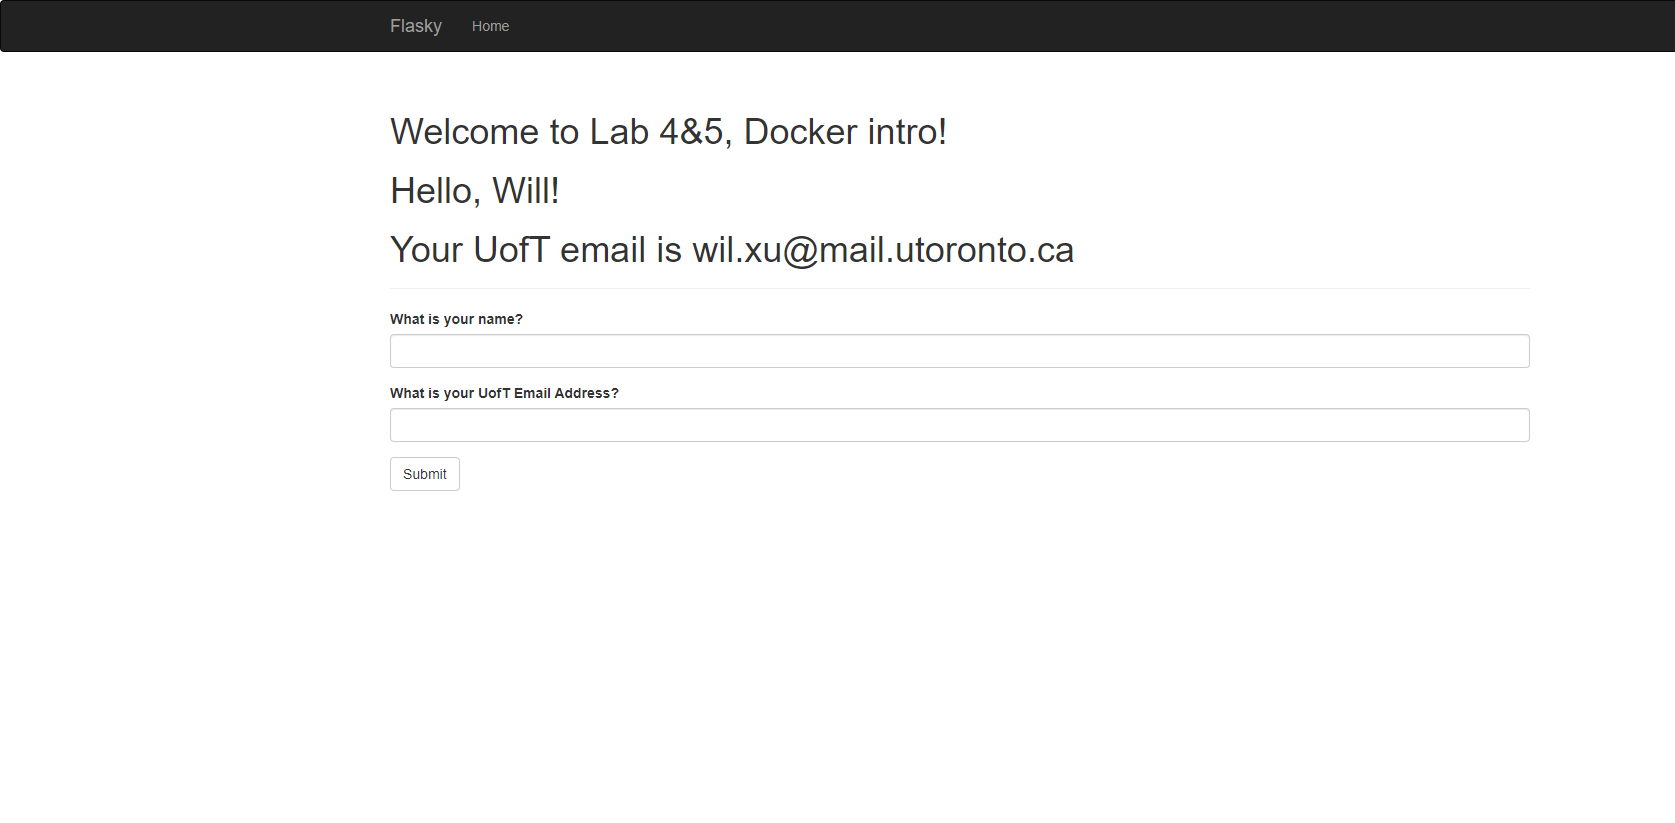 Flasky Home
Welcome to Lab 4&5, Docker intro!
Hello, Will!
Your UofT email is wil.xu@mail.utoronto.ca
What is your name?
What is your UofT Email Address?
Submit